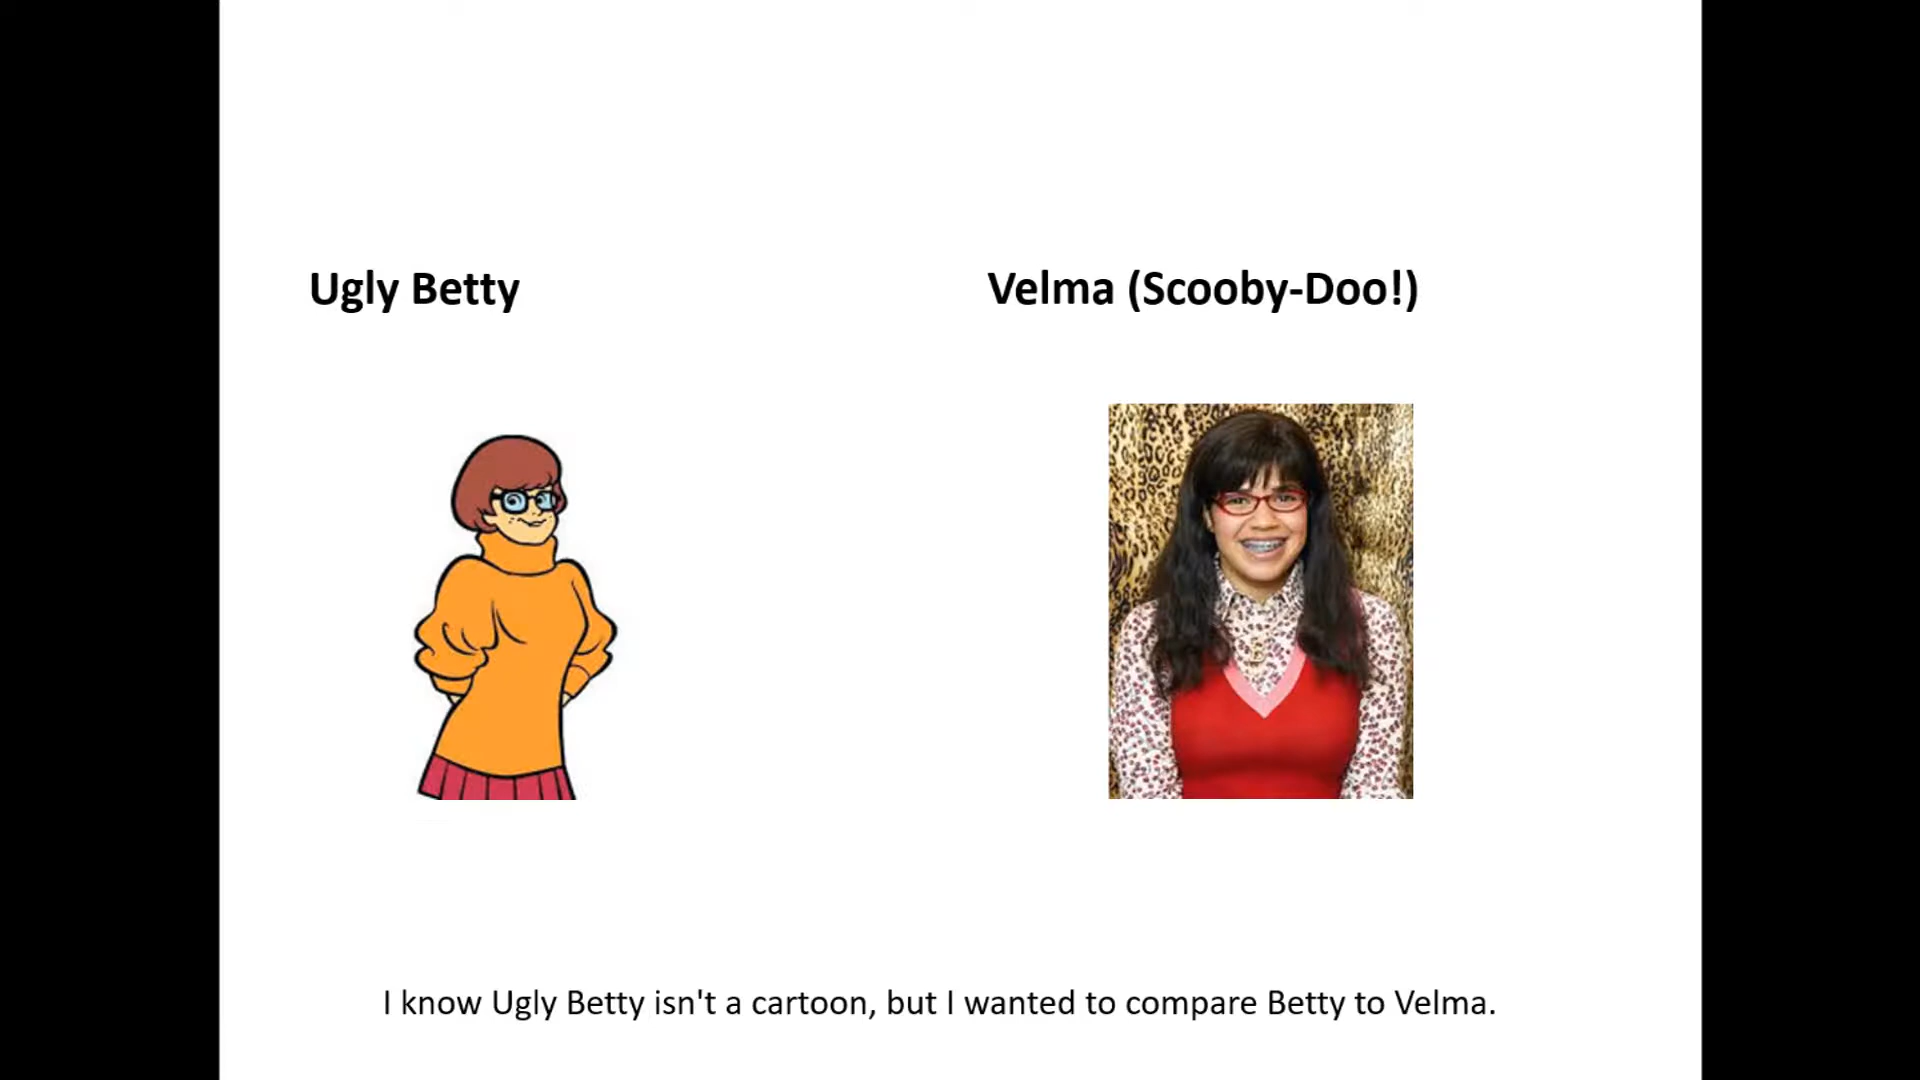 Ugly Betty
Velma (Scooby-Doo!)
I know Ugly Betty isn't a cartoon, but I wanted to compare Betty to Velma.